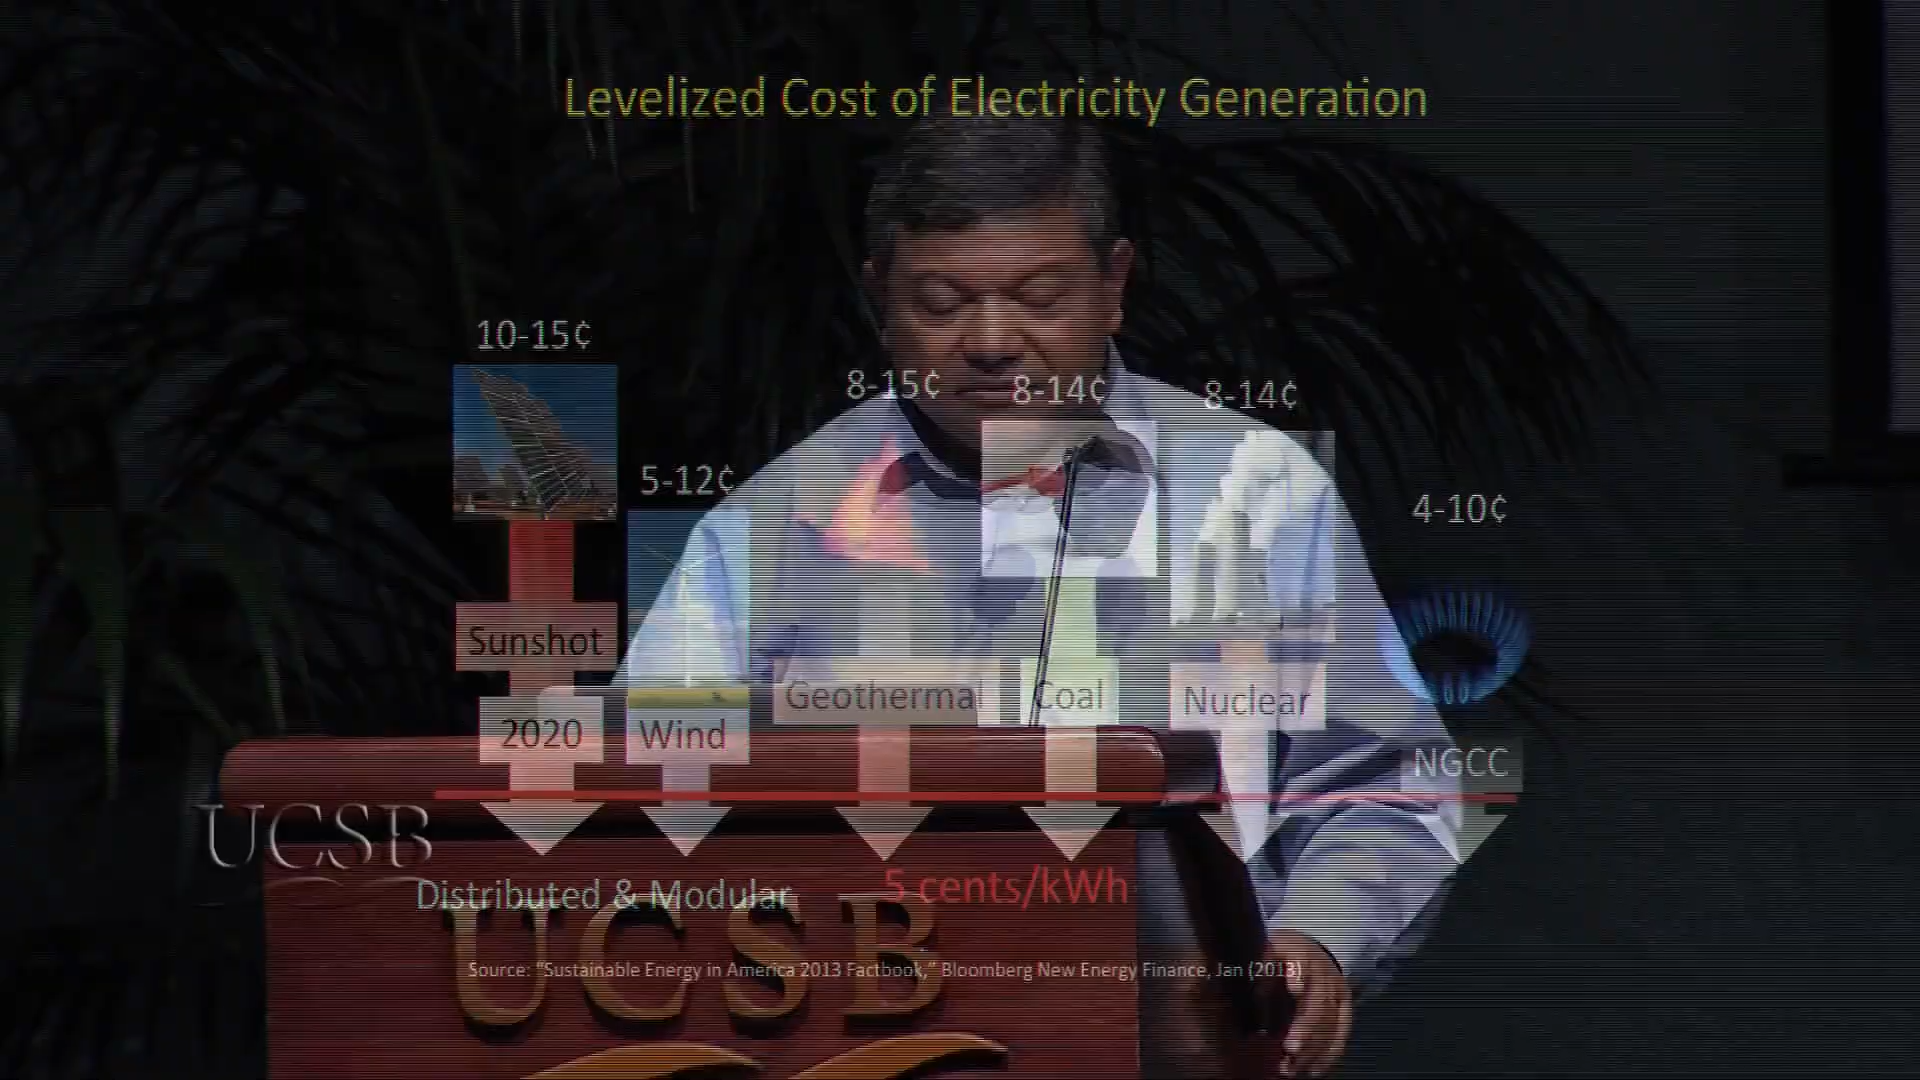 Levelized Cost of Electricity Generation
10-15¢
8-15¢
8-14¢
8-14¢
5-12¢
4-10¢
Sunshot
Geothermal
Coal
Nuclear
2020
Wind
NGCC
UCSB
Distributed & Modular
5 cents/kWh
UCSB
Source: "Sustainable Energy in America 2013 Factbook," Bloomberg New Energy Finance, Jan (2013)